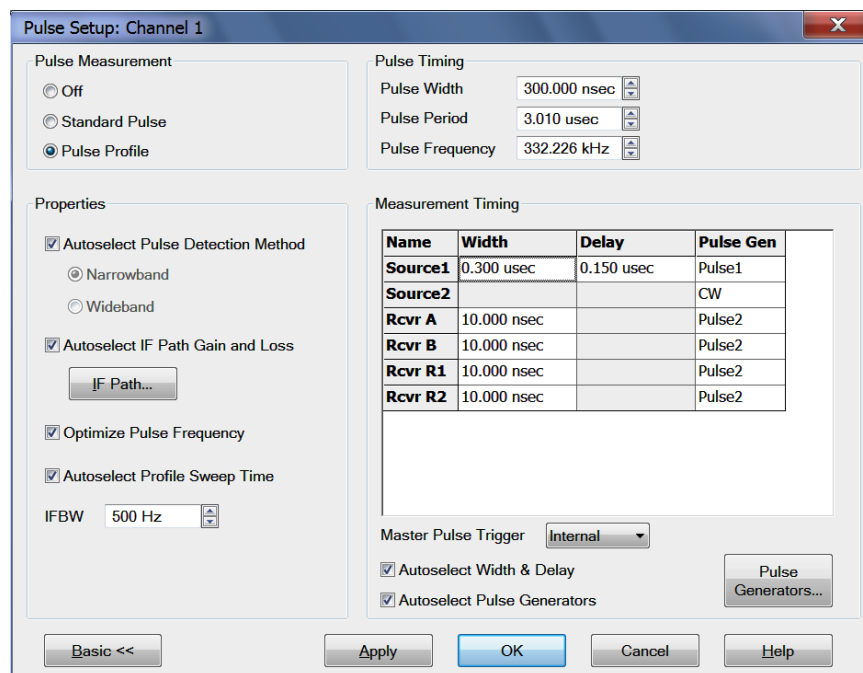 Pulse Setup: Channel 1
Pulse Measurement
Off
Standard Pulse
Pulse Profile
Pulse Timing
Pulse Width 300.000 nsec
Pulse Period 3.010 usec
Pulse Frequency 332.226 kHz
Properties
Autoselect Pulse Detection Method
Narrowband
Wideband
Autoselect IF Path Gain and Loss
IF Path...
Optimize Pulse Frequency
Autoselect Profile Sweep Time
IFBW 500 Hz
Measurement Timing
Name Width Delay Pulse Gen
Source1 0.300 usec 0.150 usec Pulse1
Source2 CW
Rcvr A 10.000 nsec Pulse2
Rcvr B 10.000 nsec Pulse2
Rcvr R1 10.000 nsec Pulse2
Rcvr R2 10.000 nsec Pulse2
Master Pulse Trigger Internal
Autoselect Width & Delay
Autoselect Pulse Generators
Pulse
Generators...
Basic << Apply OK Cancel Help